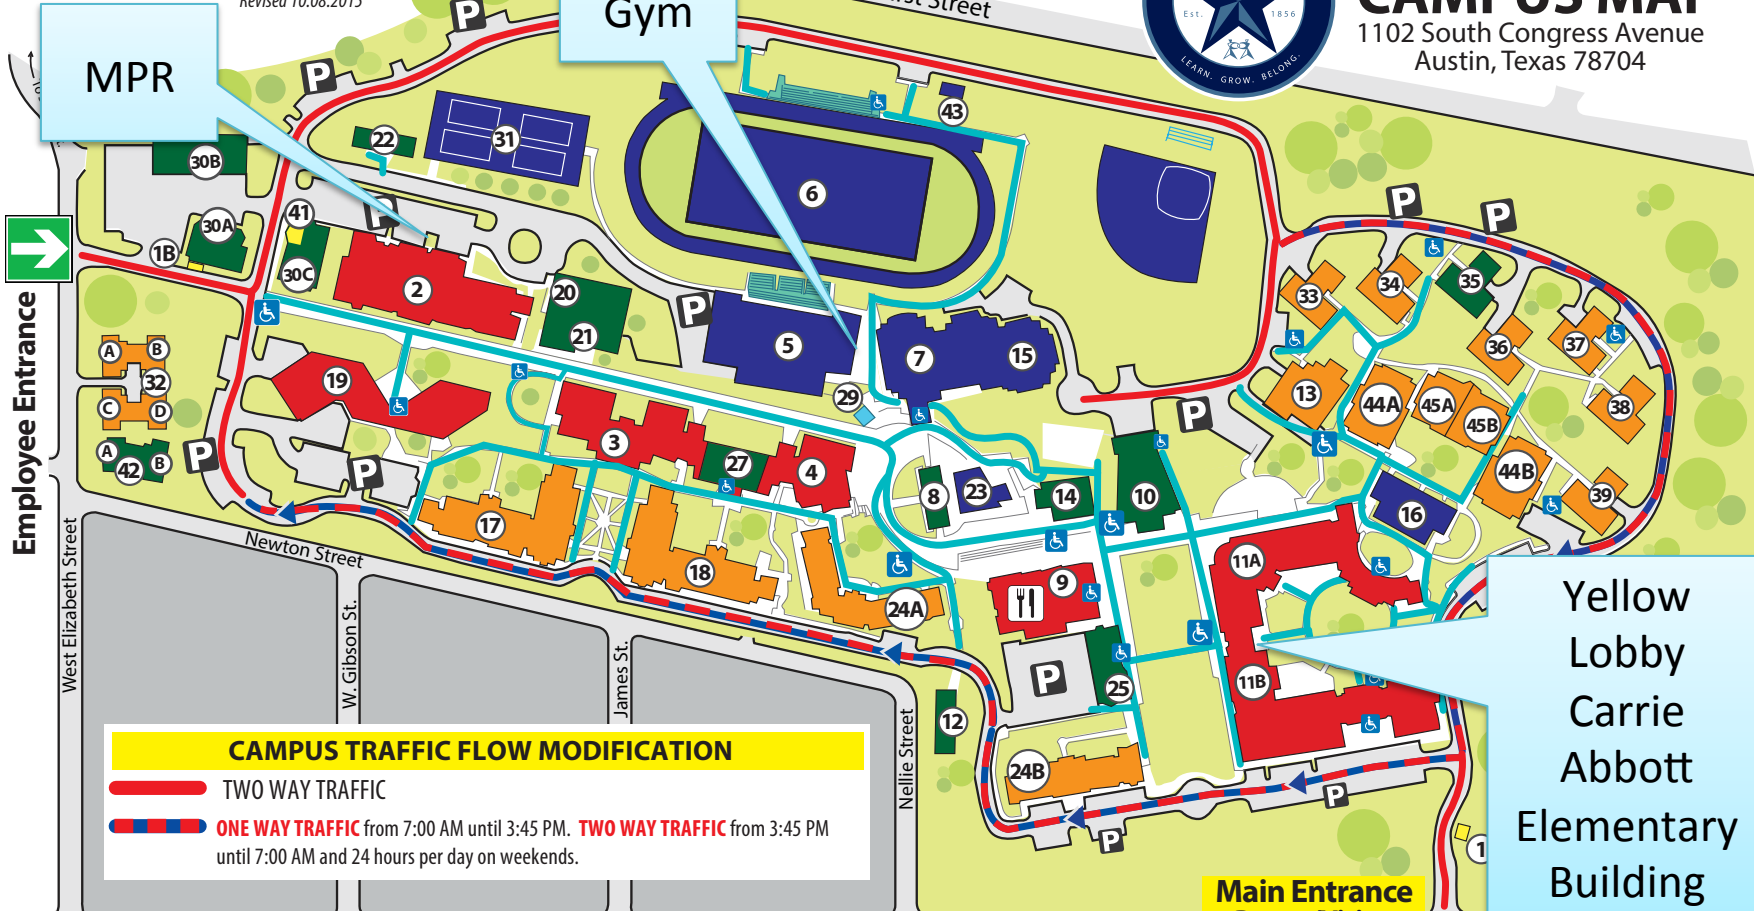 Revised 10.08.2015
MPR
Gym
Street
CAMPUS MAP
1102 South Congress Avenue
Austin, Texas 78704
Est. 1856
LEARN. GROW. BELONG.
P
P
P
P
P
P
P
P
P
P
P
P
P
43
22
31
30B
6
41
30A
1B
30C
2
20
21
5
7
15
29
33
34
35
36
37
38
13
44A
45A
45B
44B
39
16
A
B
32
C
D
A
B
42
19
3
27
4
8
23
14
10
17
18
24A
9
11A
11B
25
12
24B
1
Employee Entrance
West Elizabeth Street
Newton Street
W. Gibson St.
James St.
Nellie Street
Yellow
Lobby
Carrie
Abbott
Elementary
Building
CAMPUS TRAFFIC FLOW MODIFICATION
TWO WAY TRAFFIC
ONE WAY TRAFFIC from 7:00 AM until 3:45 PM. TWO WAY TRAFFIC from 3:45 PM
until 7:00 AM and 24 hours per day on weekends.
Main Entrance